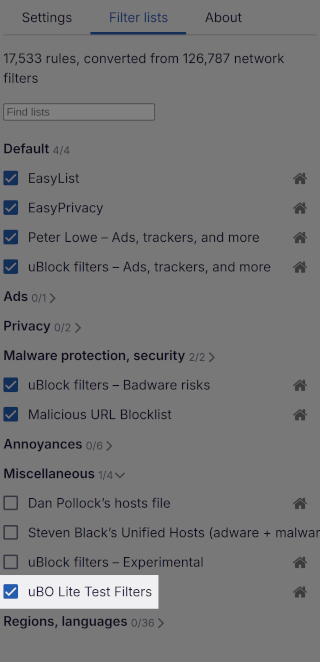 Settings Filter lists About
17,533 rules, converted from 126,787 network
filters
Find lists
Default 4/4
EasyList
EasyPrivacy
Peter Lowe – Ads, trackers, and more
uBlock filters – Ads, trackers, and more
Ads 0/1
Privacy 0/2
Malware protection, security 2/2
uBlock filters – Badware risks
Malicious URL Blocklist
Annoyances 0/6
Miscellaneous 1/4
Dan Pollock’s hosts file
Steven Black’s Unified Hosts (adware + malwar
uBlock filters – Experimental
uBO Lite Test Filters
Regions, languages 0/36